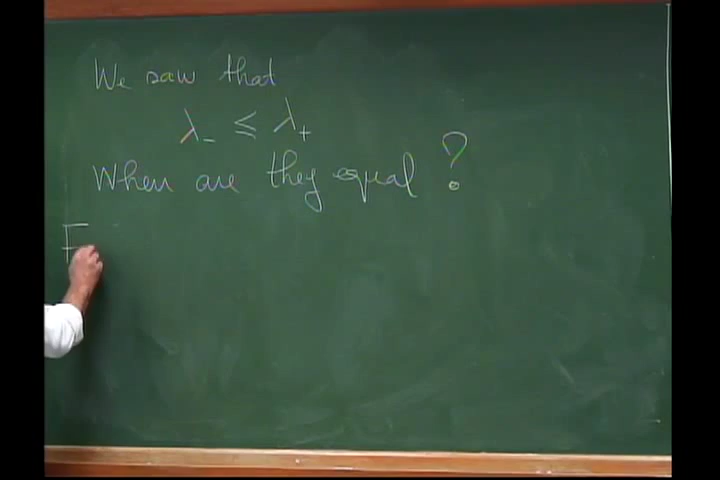 We saw that
λ₋ ≤ λ₊
When are they equal ?
F